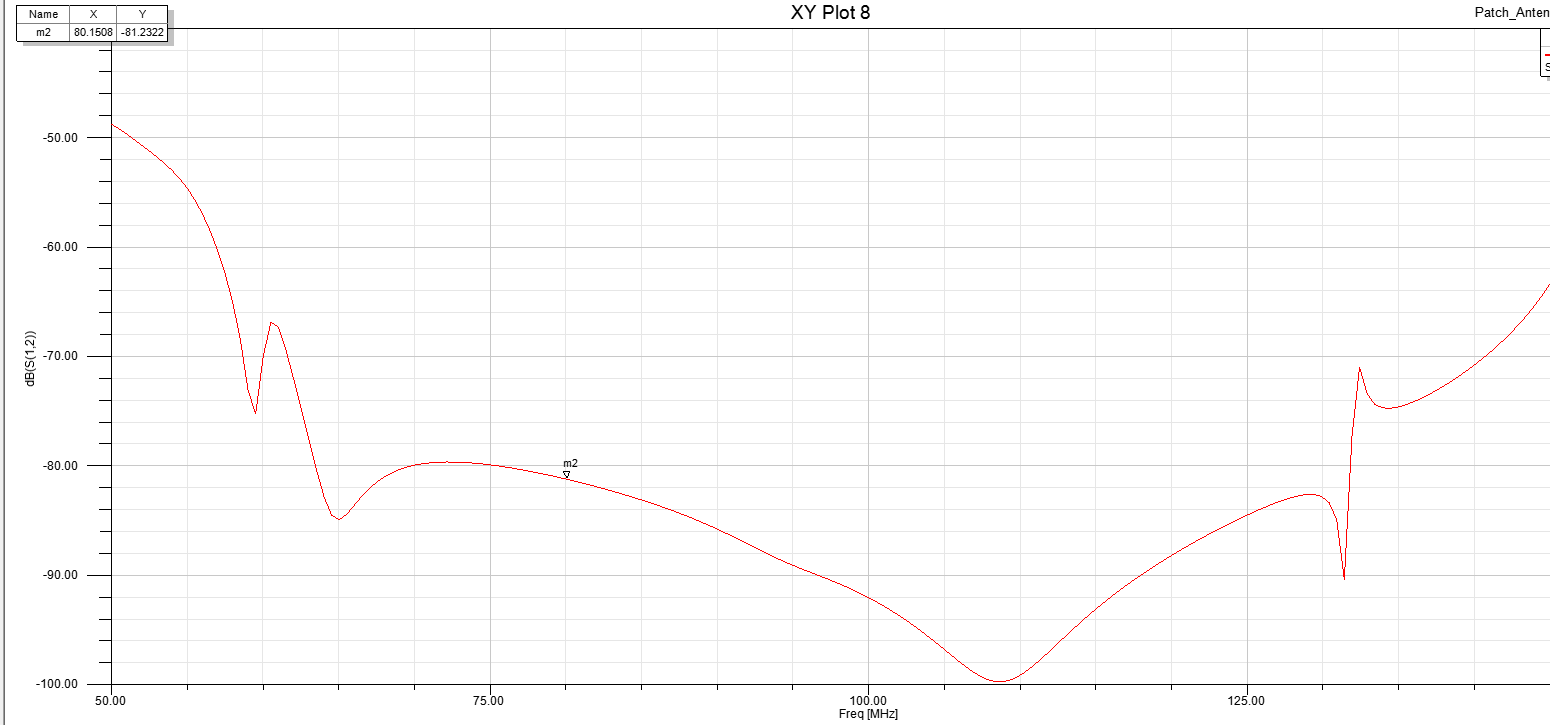 XY Plot 8
Patch_Anten
Name X Y
m2 80.1508 -81.2322
S
-50.00
-60.00
-70.00
-80.00
-90.00
-100.00
dB(S(1,2))
m2
50.00 75.00 100.00 125.00
Freq [MHz]